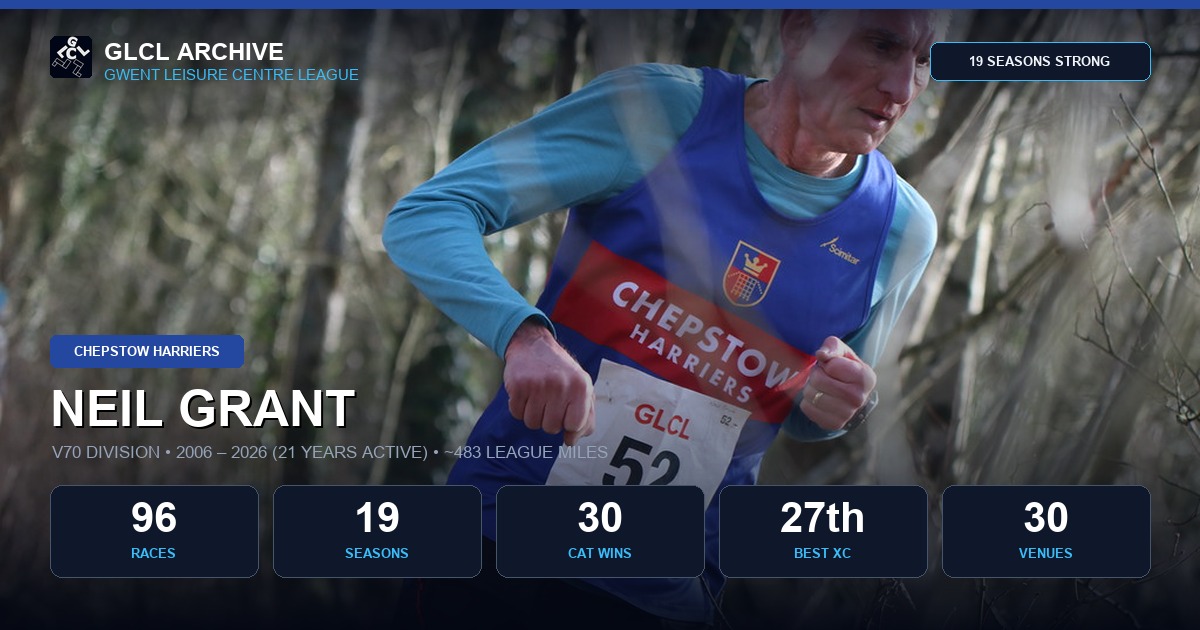 GLCL ARCHIVE
GWENT LEISURE CENTRE LEAGUE
19 SEASONS STRONG
Scimitar
CHEPSTOW
HARRIERS
GLCL
52
CHEPSTOW HARRIERS
NEIL GRANT
V70 DIVISION • 2006 – 2026 (21 YEARS ACTIVE) • ~483 LEAGUE MILES
96
RACES
19
SEASONS
30
CAT WINS
27th
BEST XC
30
VENUES